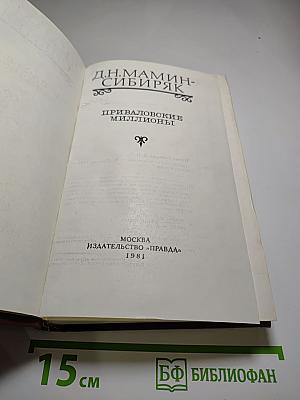 Д.Н.МАМИН-
СИБИРЯК
ПРИВАЛОВСКИЕ
МИЛЛИОНЫ
МОСКВА
ИЗДАТЕЛЬСТВО «ПРАВДА»
1981
15 см
БФ БИБЛИОФАН